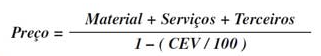 Preço = Material + Serviços + Terceiros
1 – ( CEV / 100 )